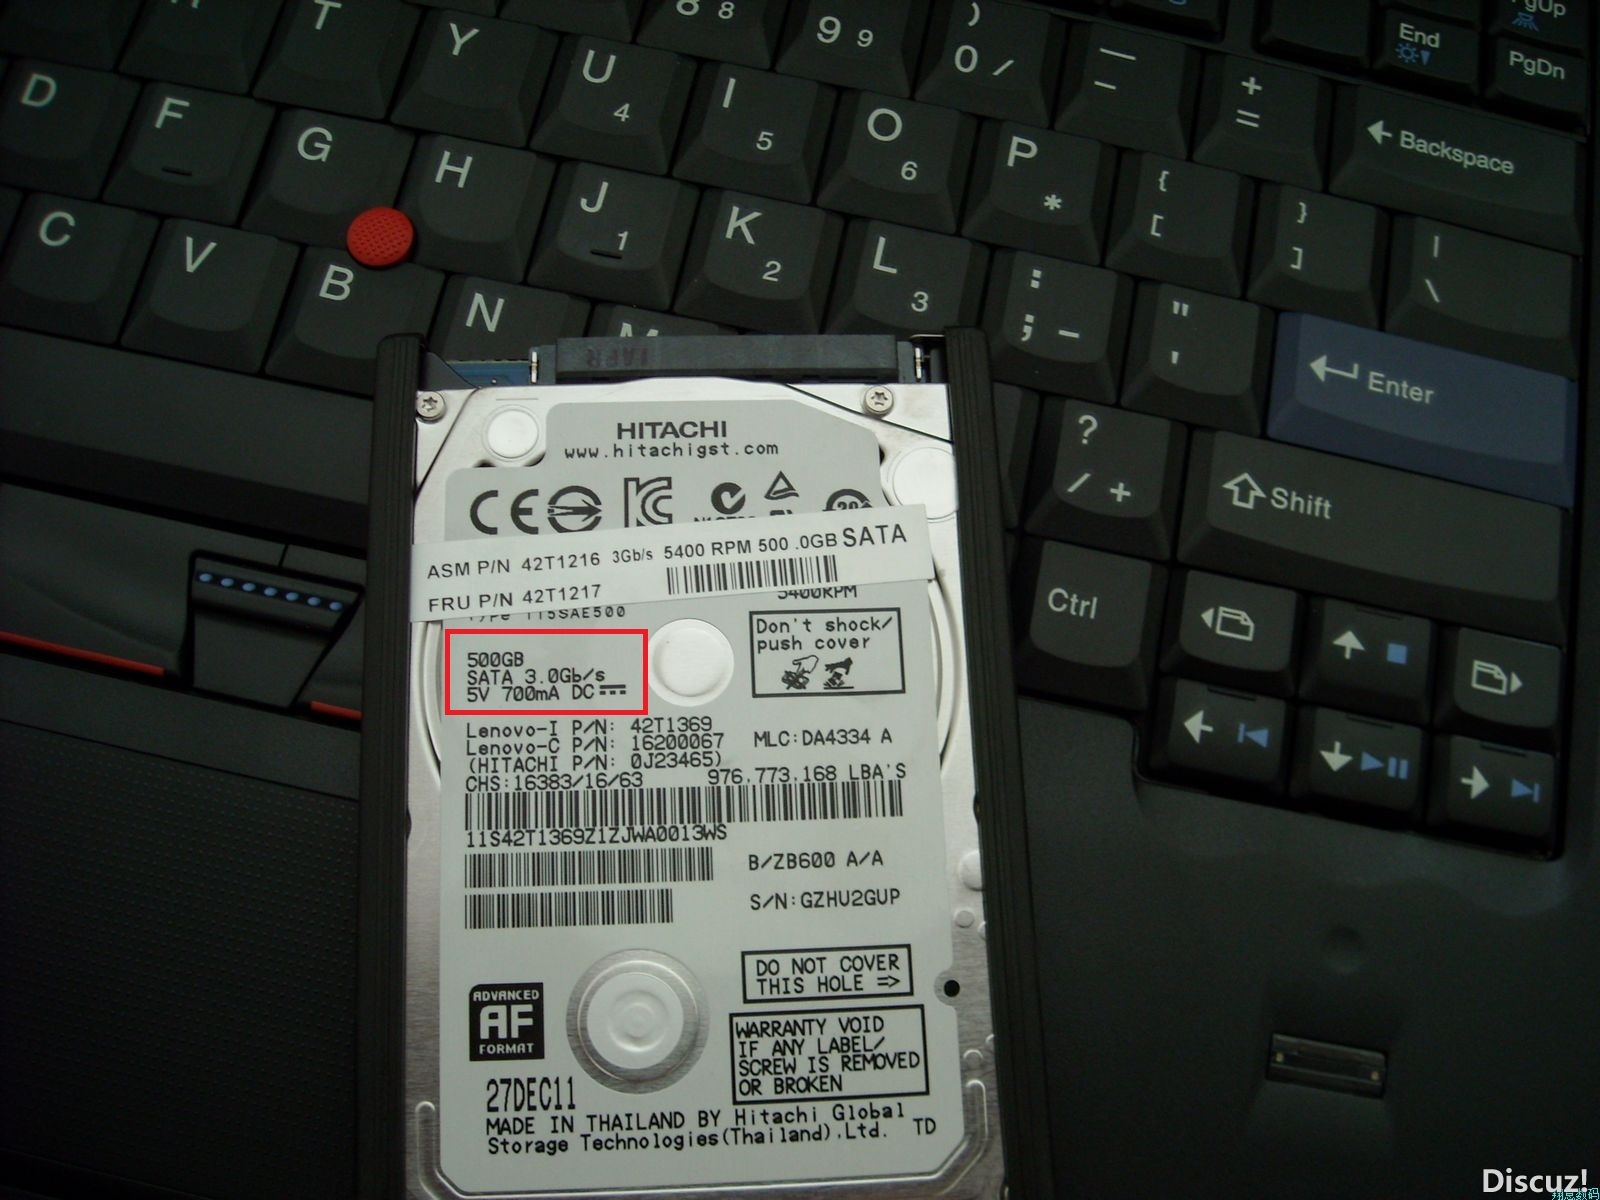 R T Y 8 8 9 9 ) 0 / — – + = End PgUp PgDn
D F G U 4 I 5 O 6 P * { [ } ] Backspace
C V B H J 1 K 2 L 3 : ; - " ' | \ Enter
N M ? / + Shift
Ctrl
HITACHI
www.hitachigst.com
CE
ASM P/N 42T1216 3Gb/s 5400 RPM 500 .0GB SATA
FRU P/N 42T1217
5400RPM
500GB
SATA 3.0Gb/s
5V 700mA DC
Don't shock/
push cover
Lenovo-I P/N: 42T1369
Lenovo-C P/N: 16200067
(HITACHI P/N: 0J23465)
MLC:DA4334 A
CHS:16383/16/63 976.773.168 LBA'S
11S42T1369Z1ZJWA0013WS
B/ZB600 A/A
S/N:GZHU2GUP
DO NOT COVER
THIS HOLE =>
ADVANCED
AF
FORMAT
WARRANTY VOID
IF ANY LABEL/
SCREW IS REMOVED
OR BROKEN
27DEC11
MADE IN THAILAND BY Hitachi Global
Storage Technologies(Thailand).Ltd. TD
Discuz!